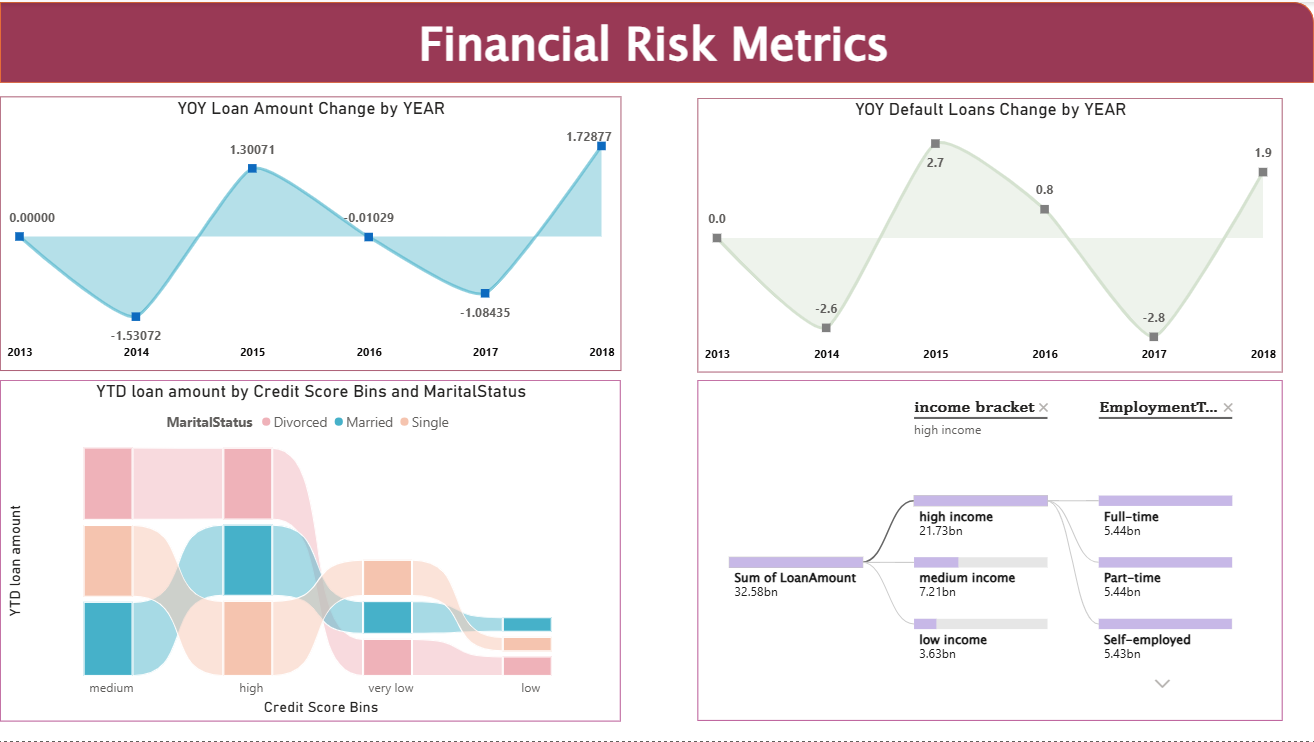 Financial Risk Metrics
YOY Loan Amount Change by YEAR
1.72877
1.30071
0.00000
-0.01029
-1.08435
-1.53072
2013 2014 2015 2016 2017 2018
YOY Default Loans Change by YEAR
1.9
2.7
0.8
0.0
-2.6
-2.8
2013 2014 2015 2016 2017 2018
YTD loan amount by Credit Score Bins and MaritalStatus
MaritalStatus Divorced Married Single
YTD loan amount
medium high very low low
Credit Score Bins
income bracket EmploymentT...
high income
Sum of LoanAmount
32.58bn
high income
21.73bn
medium income
7.21bn
low income
3.63bn
Full-time
5.44bn
Part-time
5.44bn
Self-employed
5.43bn